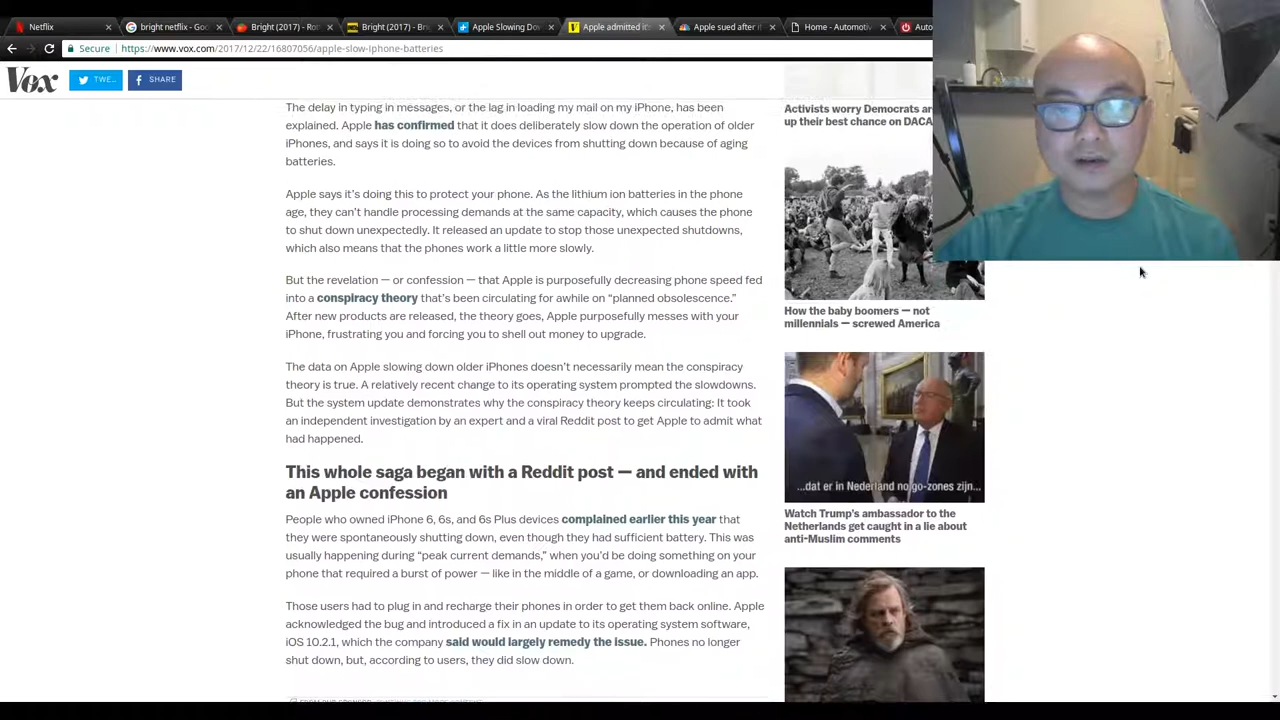 Netflix
bright netflix - Goo
Bright (2017) - Ro
Bright (2017) - Br
Apple Slowing Do
Apple admitted it
Apple sued after i
Home - Automotiv
Auto
Secure
https://www.vox.com/2017/12/22/16807056/apple-slow-iphone-batteries
Vox
TWE...
SHARE
The delay in typing in messages, or the lag in loading my mail on my iPhone, has been
explained. Apple has confirmed that it does deliberately slow down the operation of older
iPhones, and says it is doing so to avoid the devices from shutting down because of aging
batteries.
Apple says it's doing this to protect your phone. As the lithium ion batteries in the phone
age, they can't handle processing demands at the same capacity, which causes the phone
to shut down unexpectedly. It released an update to stop those unexpected shutdowns,
which also means that the phones work a little more slowly.
But the revelation — or confession — that Apple is purposefully decreasing phone speed fed
into a conspiracy theory that's been circulating for awhile on “planned obsolescence.”
After new products are released, the theory goes, Apple purposefully messes with your
iPhone, frustrating you and forcing you to shell out money to upgrade.
The data on Apple slowing down older iPhones doesn't necessarily mean the conspiracy
theory is true. A relatively recent change to its operating system prompted the slowdowns.
But the system update demonstrates why the conspiracy theory keeps circulating: It took
an independent investigation by an expert and a viral Reddit post to get Apple to admit what
had happened.
This whole saga began with a Reddit post — and ended with
an Apple confession
People who owned iPhone 6, 6s, and 6s Plus devices complained earlier this year that
they were spontaneously shutting down, even though they had sufficient battery. This was
usually happening during “peak current demands,” when you'd be doing something on your
phone that required a burst of power — like in the middle of a game, or downloading an app.
Those users had to plug in and recharge their phones in order to get them back online. Apple
acknowledged the bug and introduced a fix in an update to its operating system software,
iOS 10.2.1, which the company said would largely remedy the issue. Phones no longer
shut down, but, according to users, they did slow down.
Activists worry Democrats ar
up their best chance on DACA
How the baby boomers — not
millennials — screwed America
...dat er in Nederland no go-zones zijn...
Watch Trump's ambassador to the
Netherlands get caught in a lie about
anti-Muslim comments